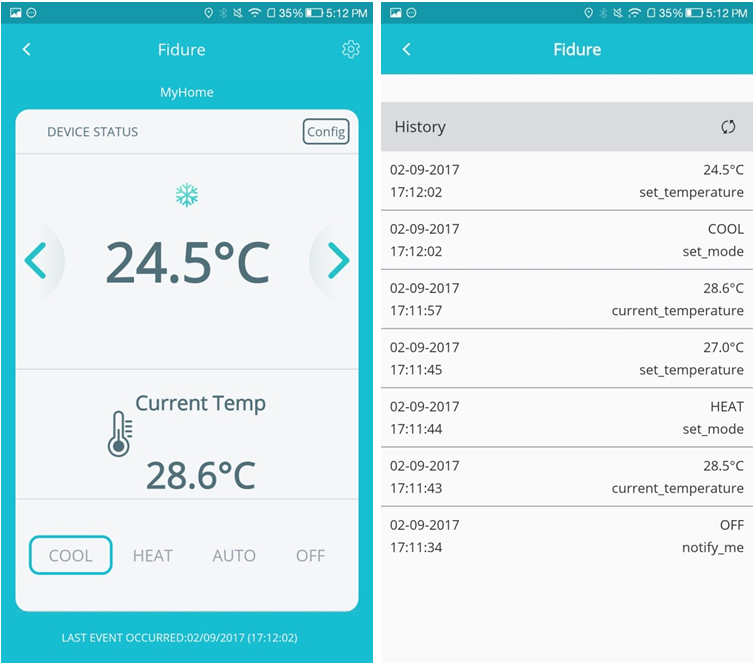 35% 5:12 PM
Fidure
MyHome
DEVICE STATUS
Config
24.5°C
Current Temp
28.6°C
COOL HEAT AUTO OFF
LAST EVENT OCCURRED:02/09/2017 (17:12:02)
35% 5:12 PM
Fidure
History
02-09-2017 24.5°C
17:12:02 set_temperature
02-09-2017 COOL
17:12:02 set_mode
02-09-2017 28.6°C
17:11:57 current_temperature
02-09-2017 27.0°C
17:11:45 set_temperature
02-09-2017 HEAT
17:11:44 set_mode
02-09-2017 28.5°C
17:11:43 current_temperature
02-09-2017 OFF
17:11:34 notify_me